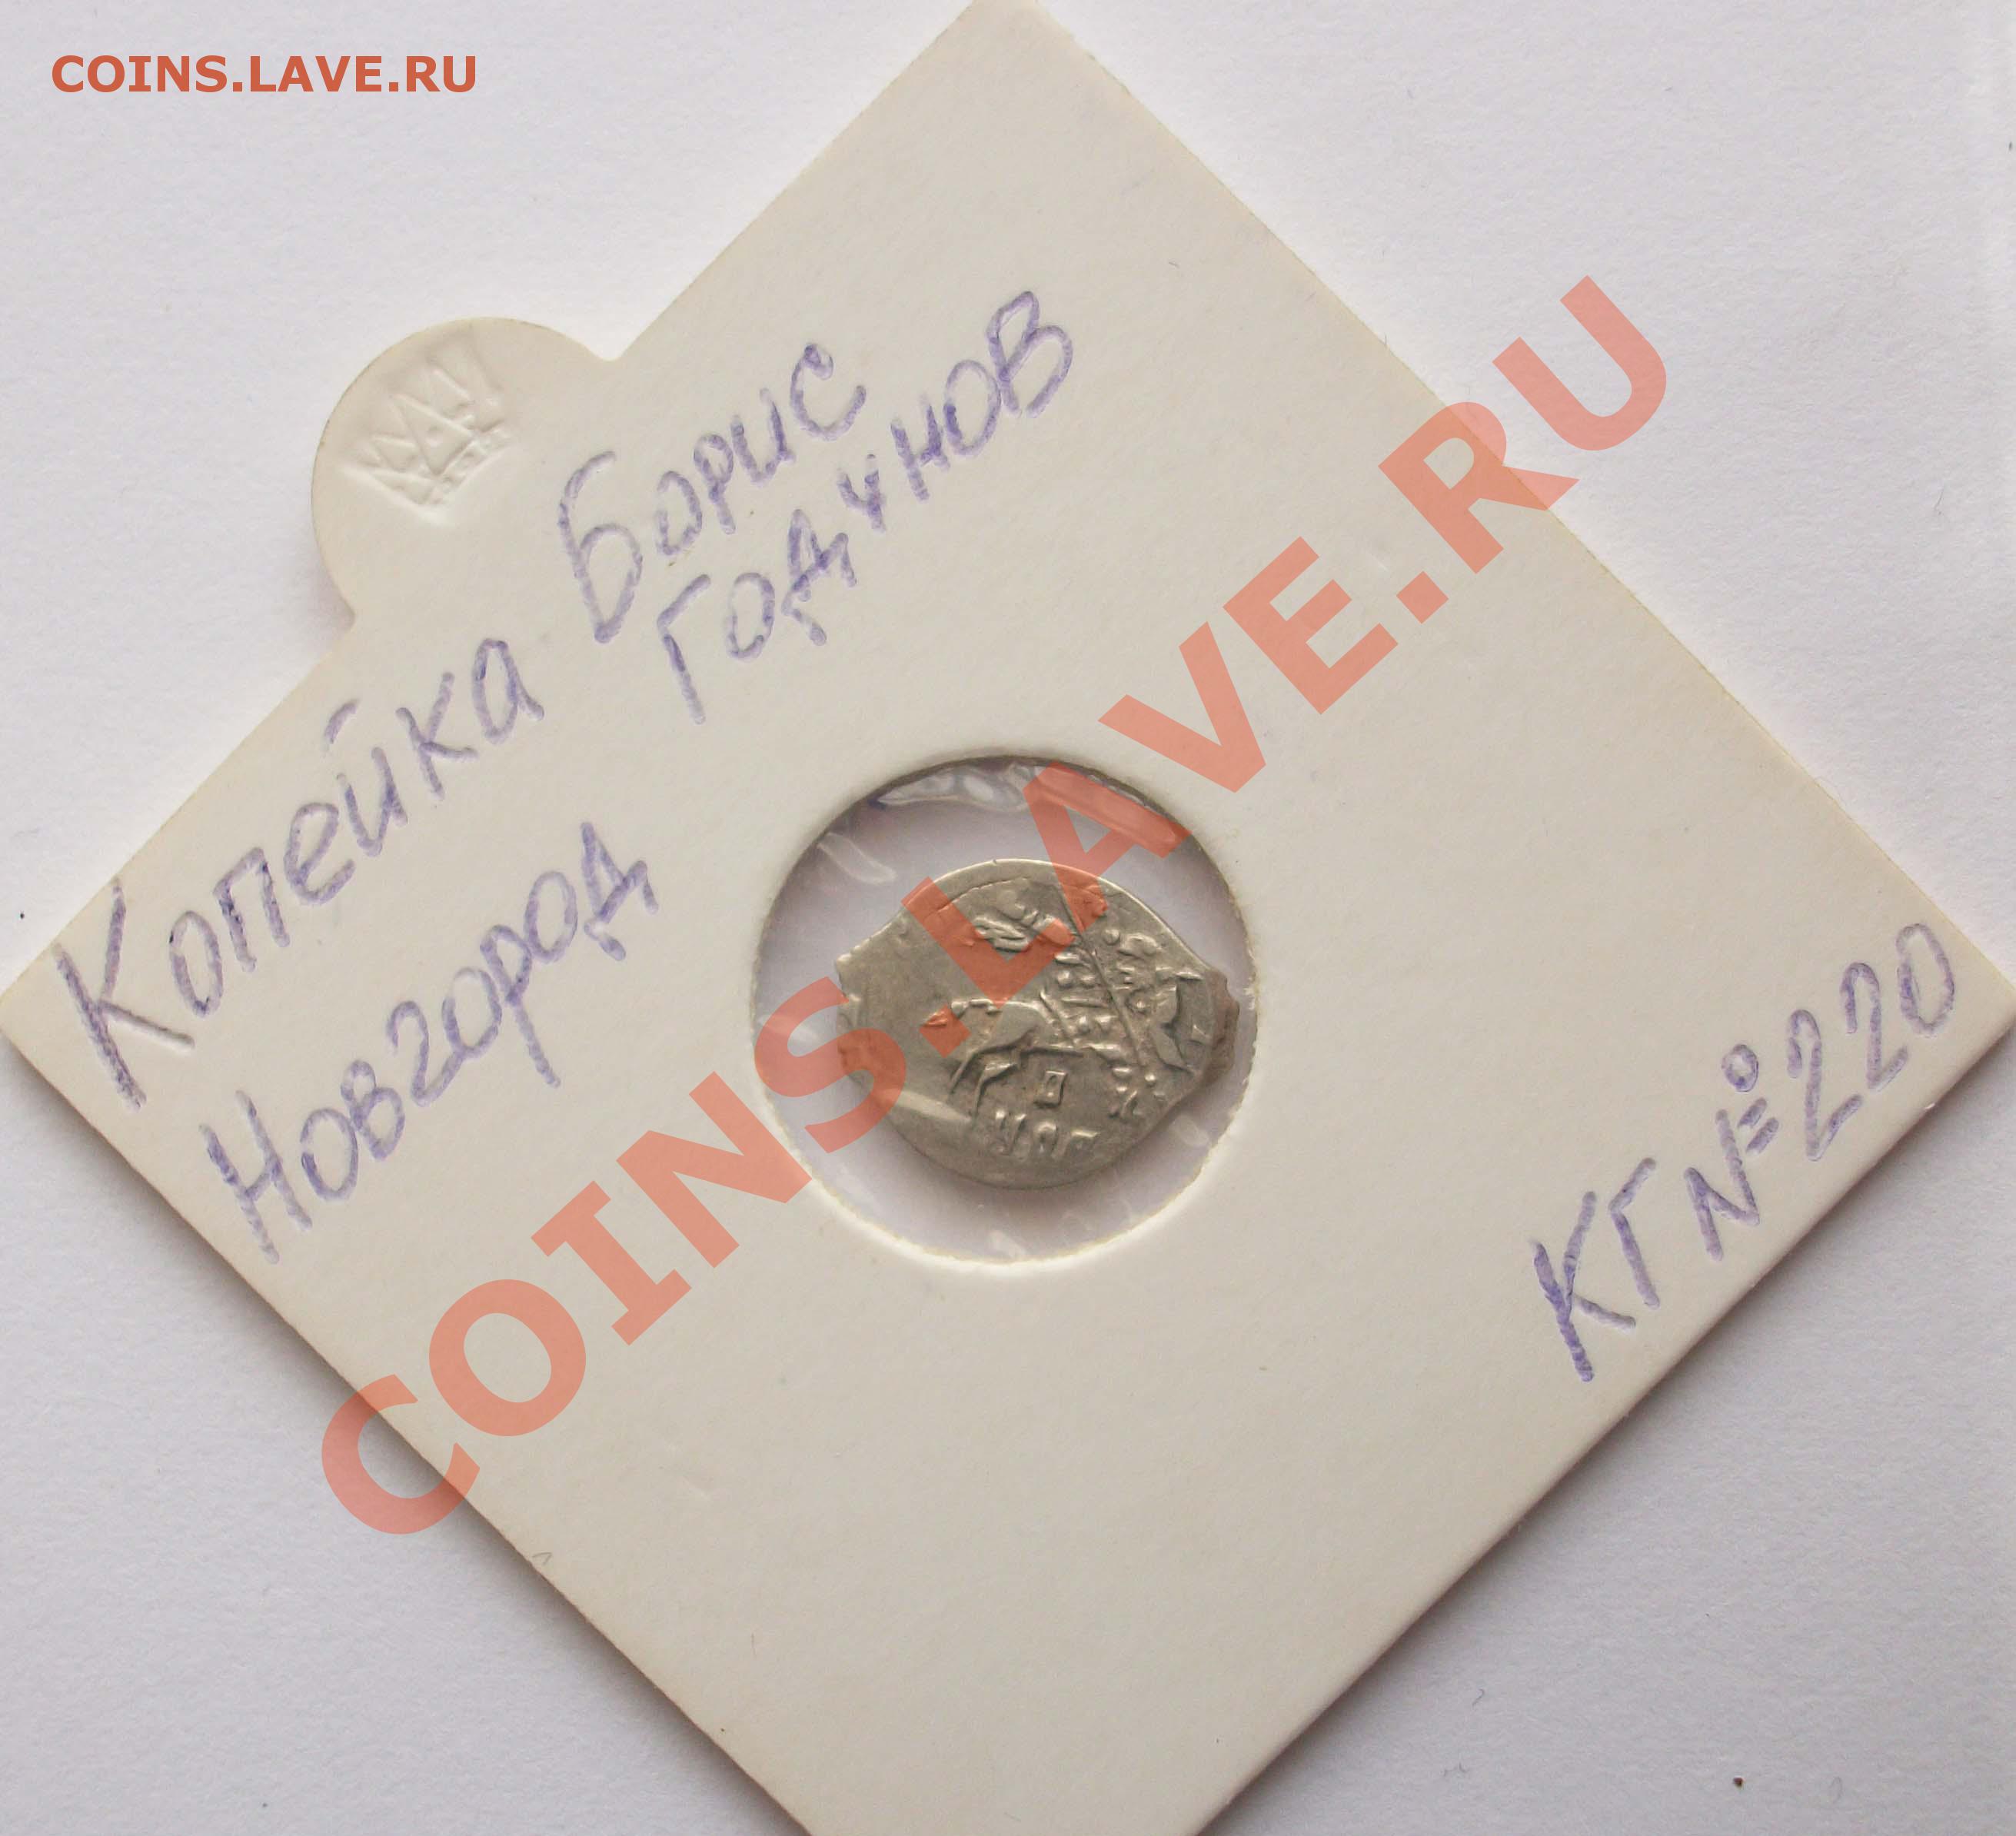 COINS.LAVE.RU
Копейка Борис
Годунов
Новгород
КГ№220
COINS.LAVE.RU